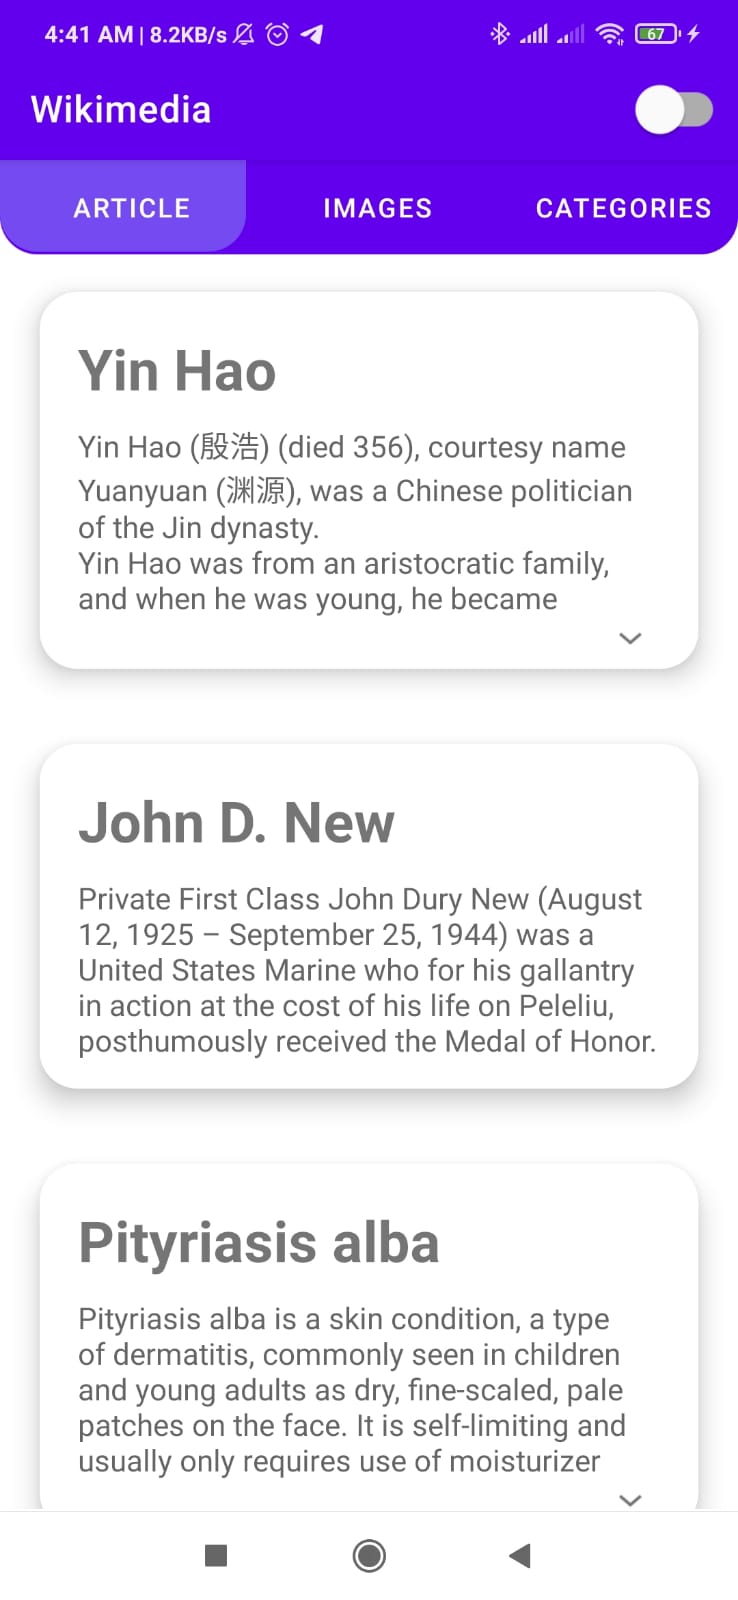 4:41 AM | 8.2KB/s
67
Wikimedia
ARTICLE IMAGES CATEGORIES
Yin Hao
Yin Hao (殷浩) (died 356), courtesy name
Yuanyuan (渊源), was a Chinese politician
of the Jin dynasty.
Yin Hao was from an aristocratic family,
and when he was young, he became
John D. New
Private First Class John Dury New (August
12, 1925 – September 25, 1944) was a
United States Marine who for his gallantry
in action at the cost of his life on Peleliu,
posthumously received the Medal of Honor.
Pityriasis alba
Pityriasis alba is a skin condition, a type
of dermatitis, commonly seen in children
and young adults as dry, fine-scaled, pale
patches on the face. It is self-limiting and
usually only requires use of moisturizer